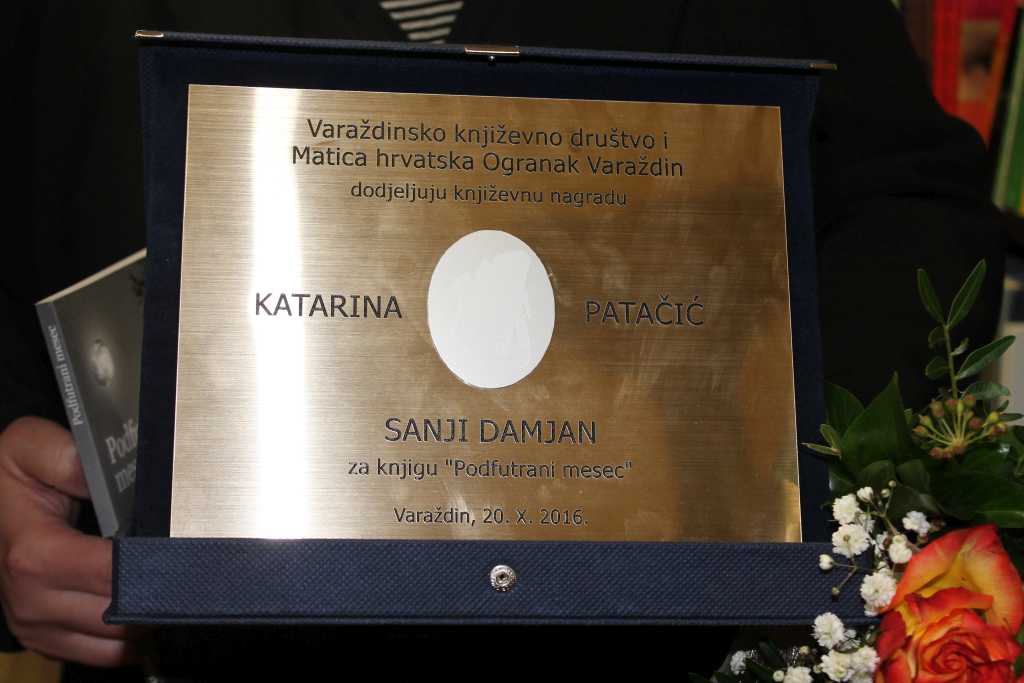 Varaždinsko književno društvo i
Matica hrvatska Ogranak Varaždin
dodjeljuju književnu nagradu
KATARINA PATAČIĆ
SANJI DAMJAN
za knjigu "Podfutrani mesec"
Varaždin, 20. X. 2016.
Podfutrani mesec